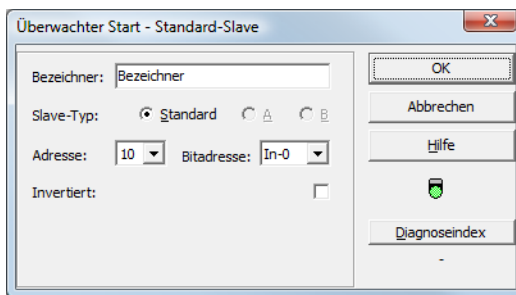 Überwachter Start - Standard-Slave
Bezeichner: Bezeichner
Slave-Typ: Standard A B
Adresse: 10 Bitadresse: In-0
Invertiert:
OK
Abbrechen
Hilfe
Diagnoseindex
-